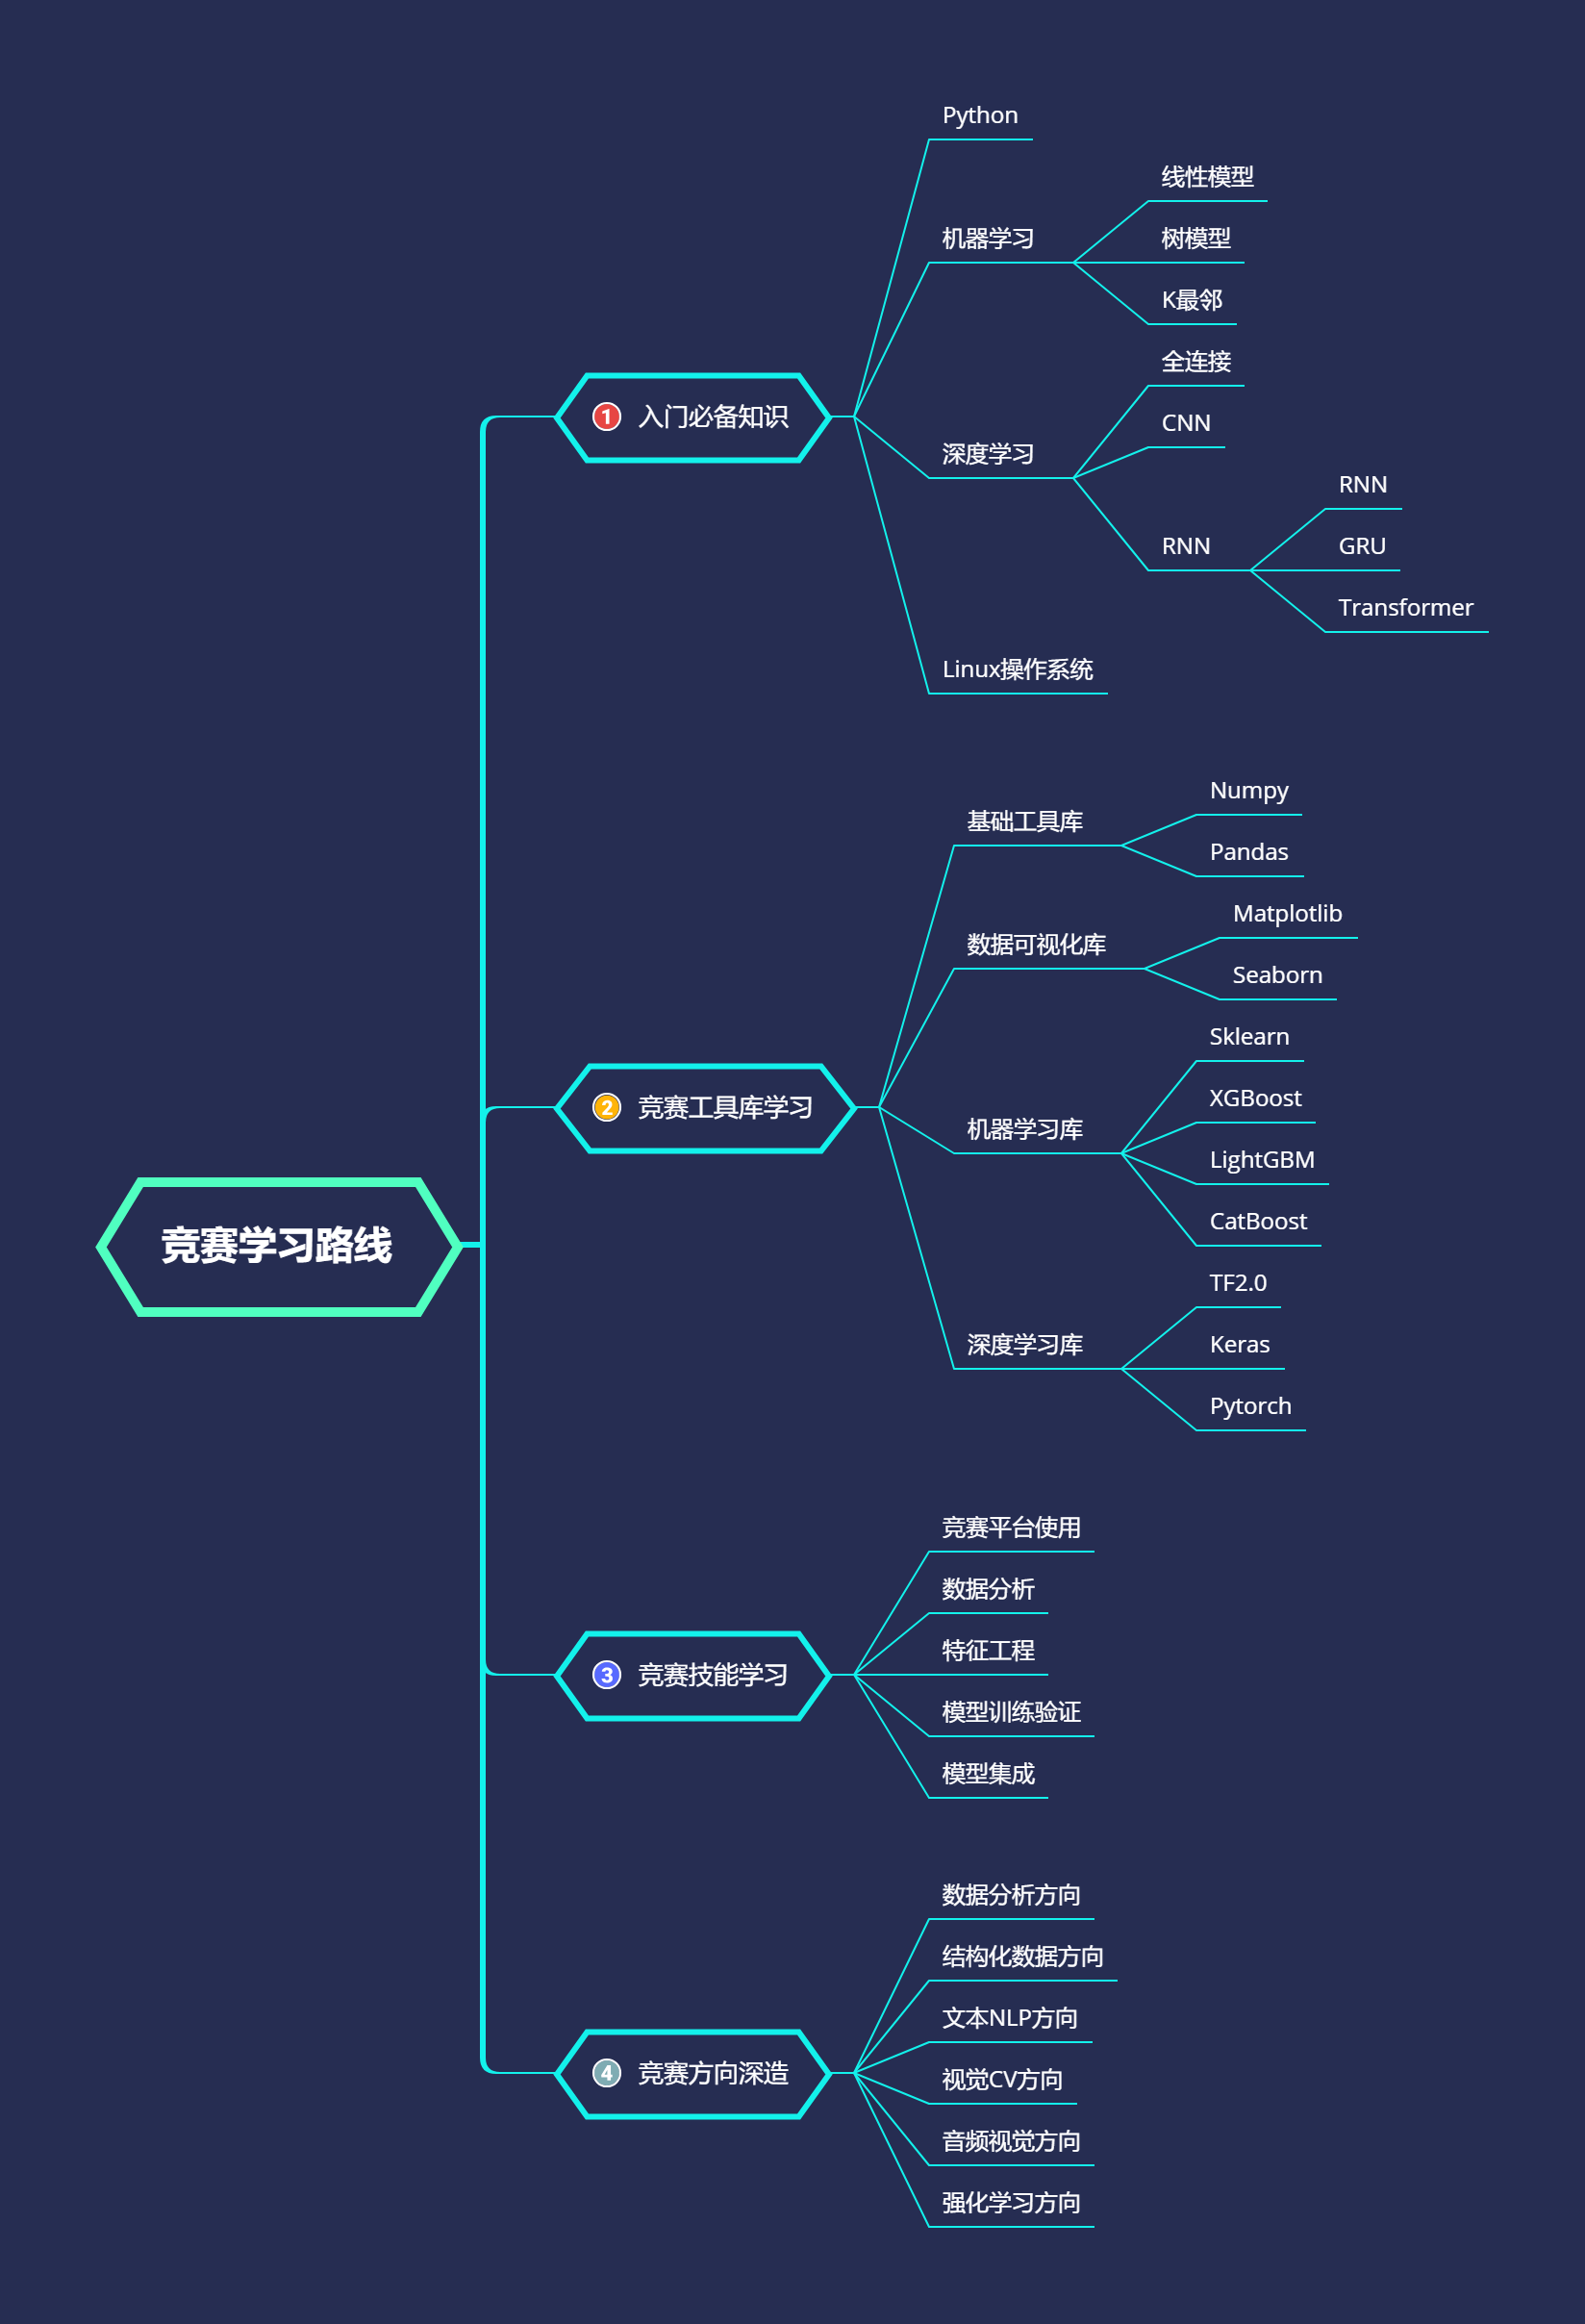 竞赛学习路线
1 入门必备知识
Python
机器学习
线性模型
树模型
K最邻
深度学习
全连接
CNN
RNN
RNN
GRU
Transformer
Linux操作系统
2 竞赛工具库学习
基础工具库
Numpy
Pandas
数据可视化库
Matplotlib
Seaborn
机器学习库
Sklearn
XGBoost
LightGBM
CatBoost
深度学习库
TF2.0
Keras
Pytorch
3 竞赛技能学习
竞赛平台使用
数据分析
特征工程
模型训练验证
模型集成
4 竞赛方向深造
数据分析方向
结构化数据方向
文本NLP方向
视觉CV方向
音频视觉方向
强化学习方向